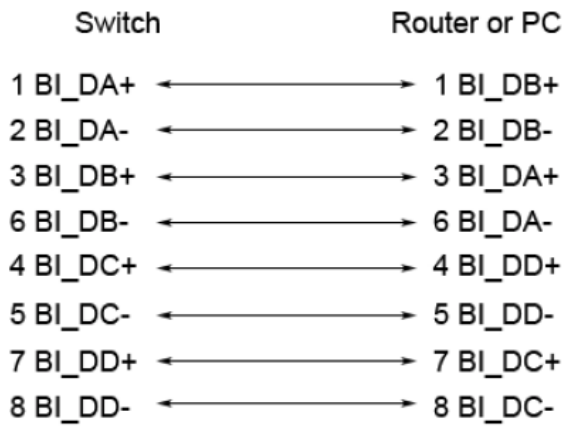 Switch Router or PC
1 BI_DA+ 1 BI_DB+
2 BI_DA- 2 BI_DB-
3 BI_DB+ 3 BI_DA+
6 BI_DB- 6 BI_DA-
4 BI_DC+ 4 BI_DD+
5 BI_DC- 5 BI_DD-
7 BI_DD+ 7 BI_DC+
8 BI_DD- 8 BI_DC-